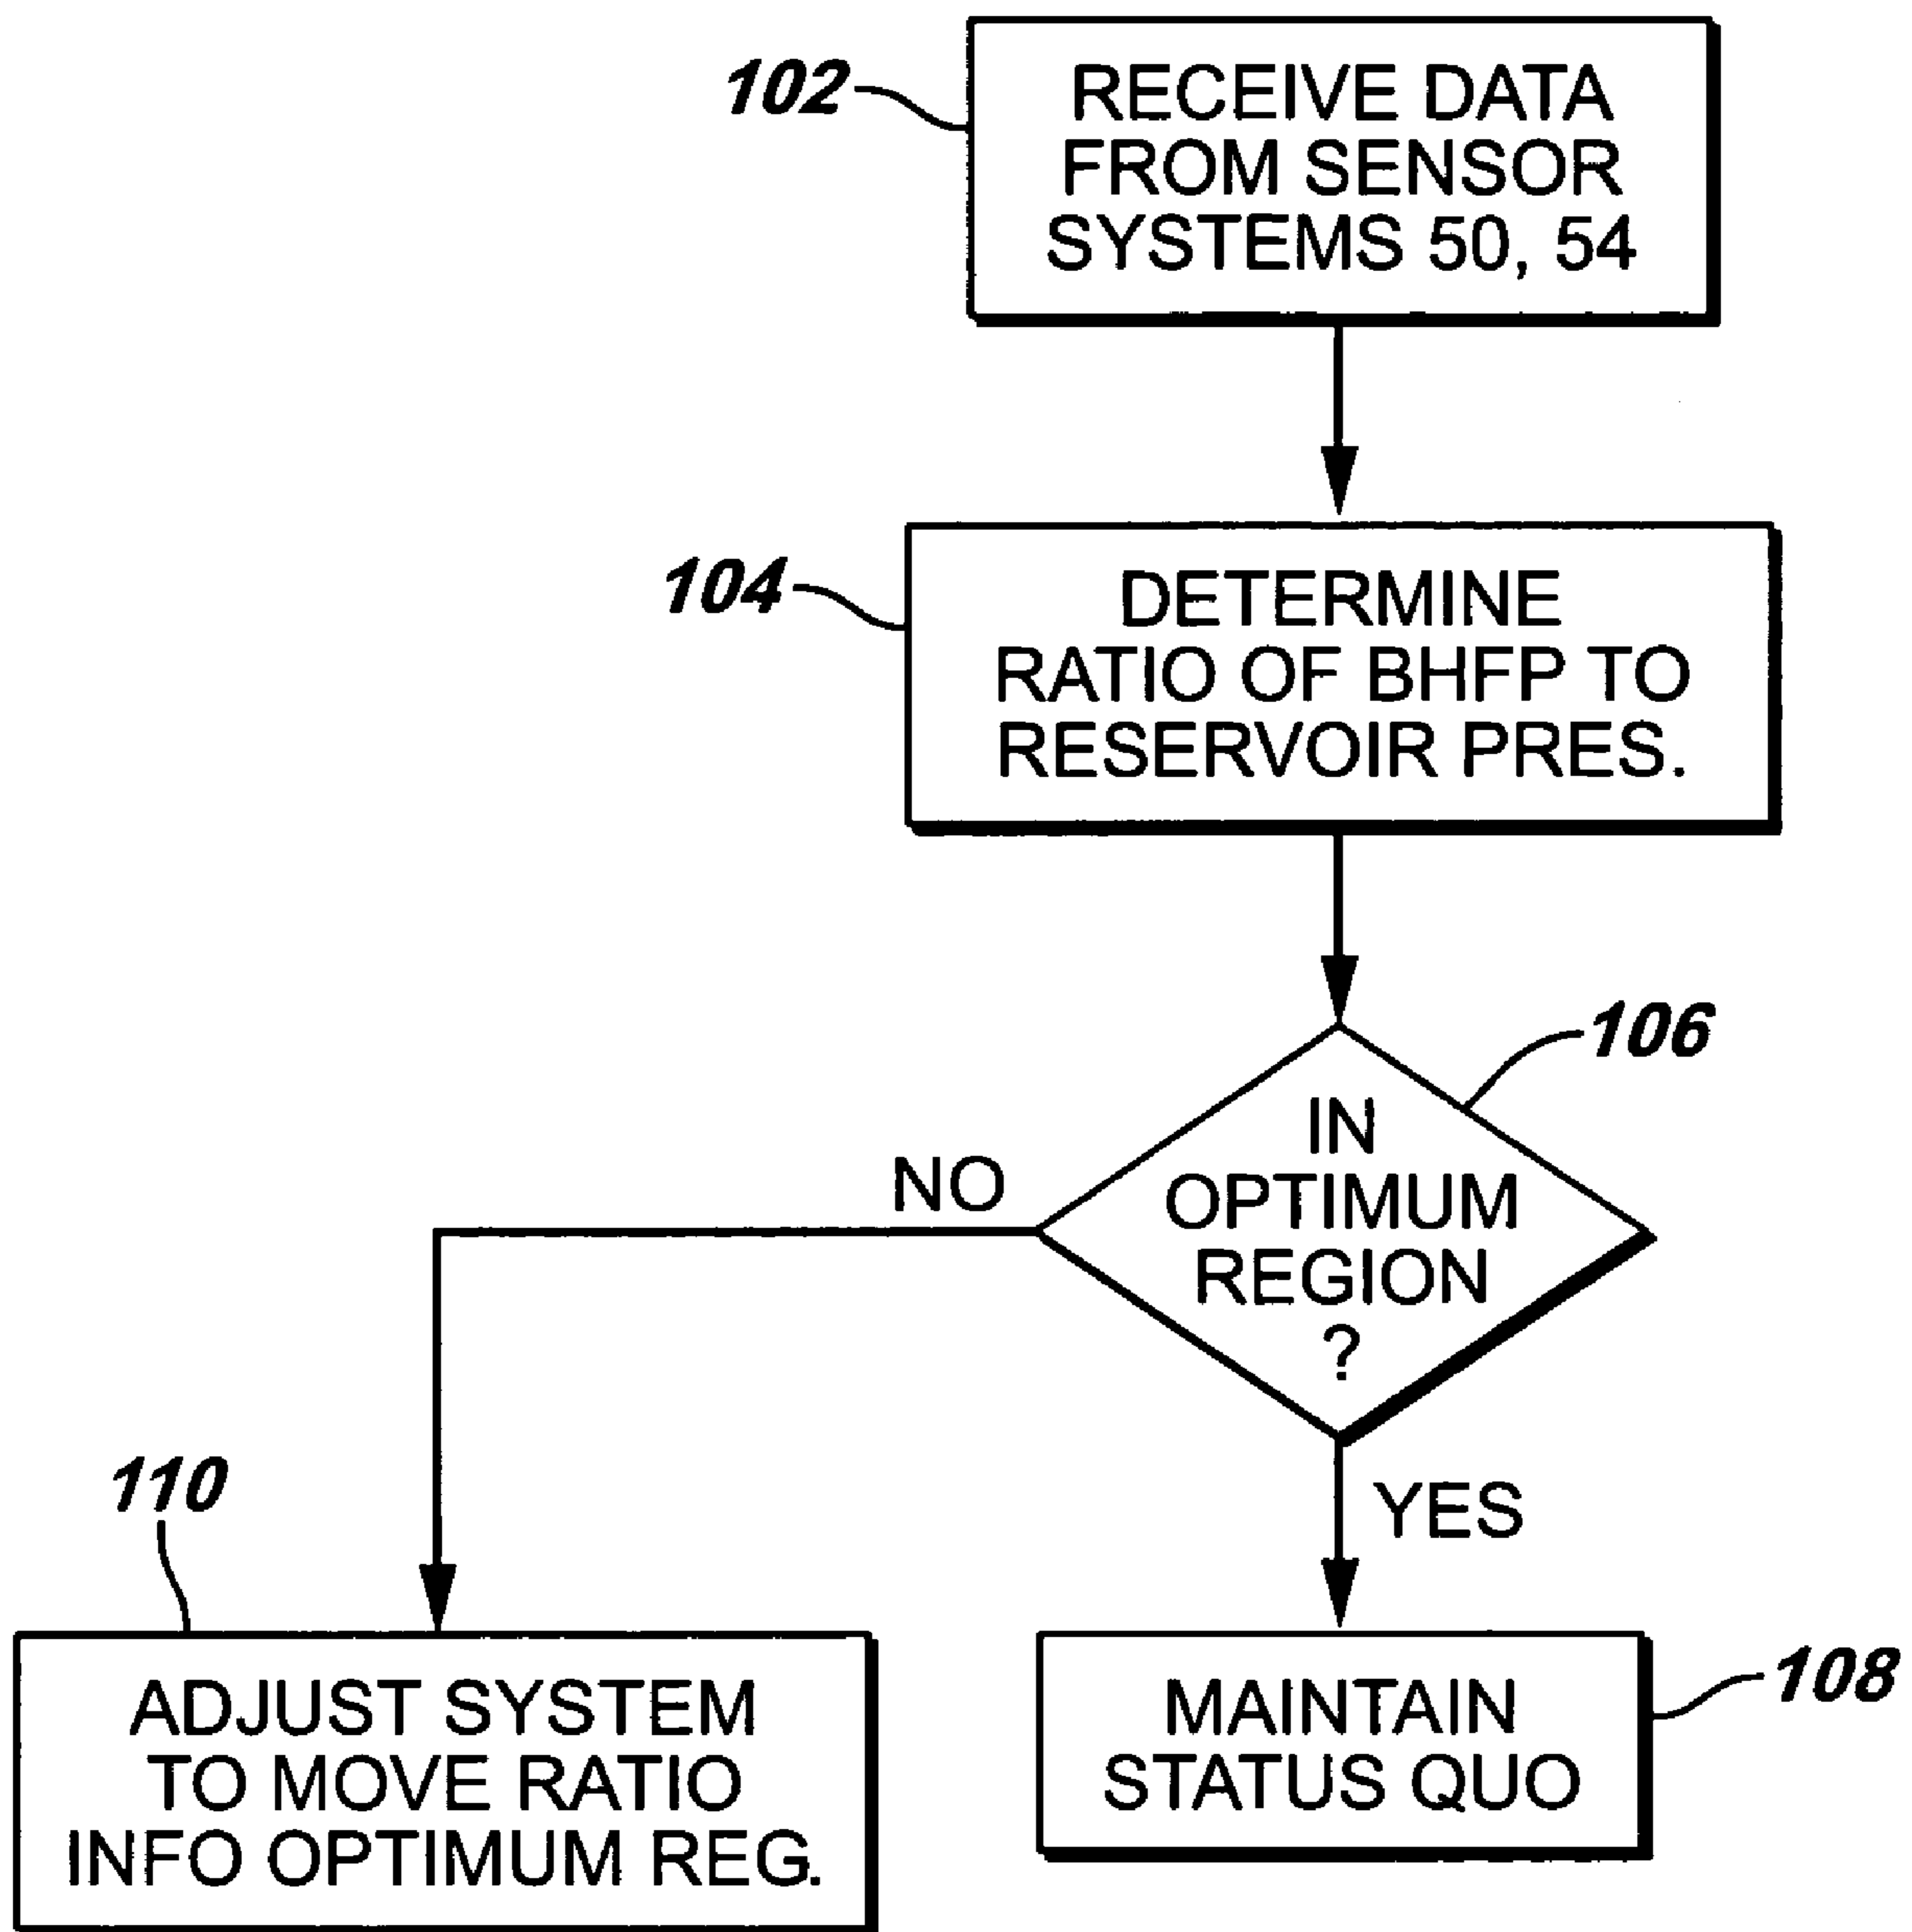 102
RECEIVE DATA
FROM SENSOR
SYSTEMS 50, 54
104
DETERMINE
RATIO OF BHFP TO
RESERVOIR PRES.
106
IN
OPTIMUM
REGION
?
NO
YES
110
ADJUST SYSTEM
TO MOVE RATIO
INFO OPTIMUM REG.
MAINTAIN
STATUS QUO
108